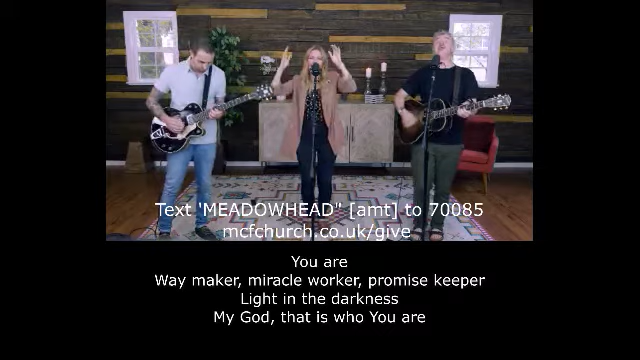 Text 'MEADOWHEAD" [amt] to 70085
mcfchurch.co.uk/give
You are
Way maker, miracle worker, promise keeper
Light in the darkness
My God, that is who You are